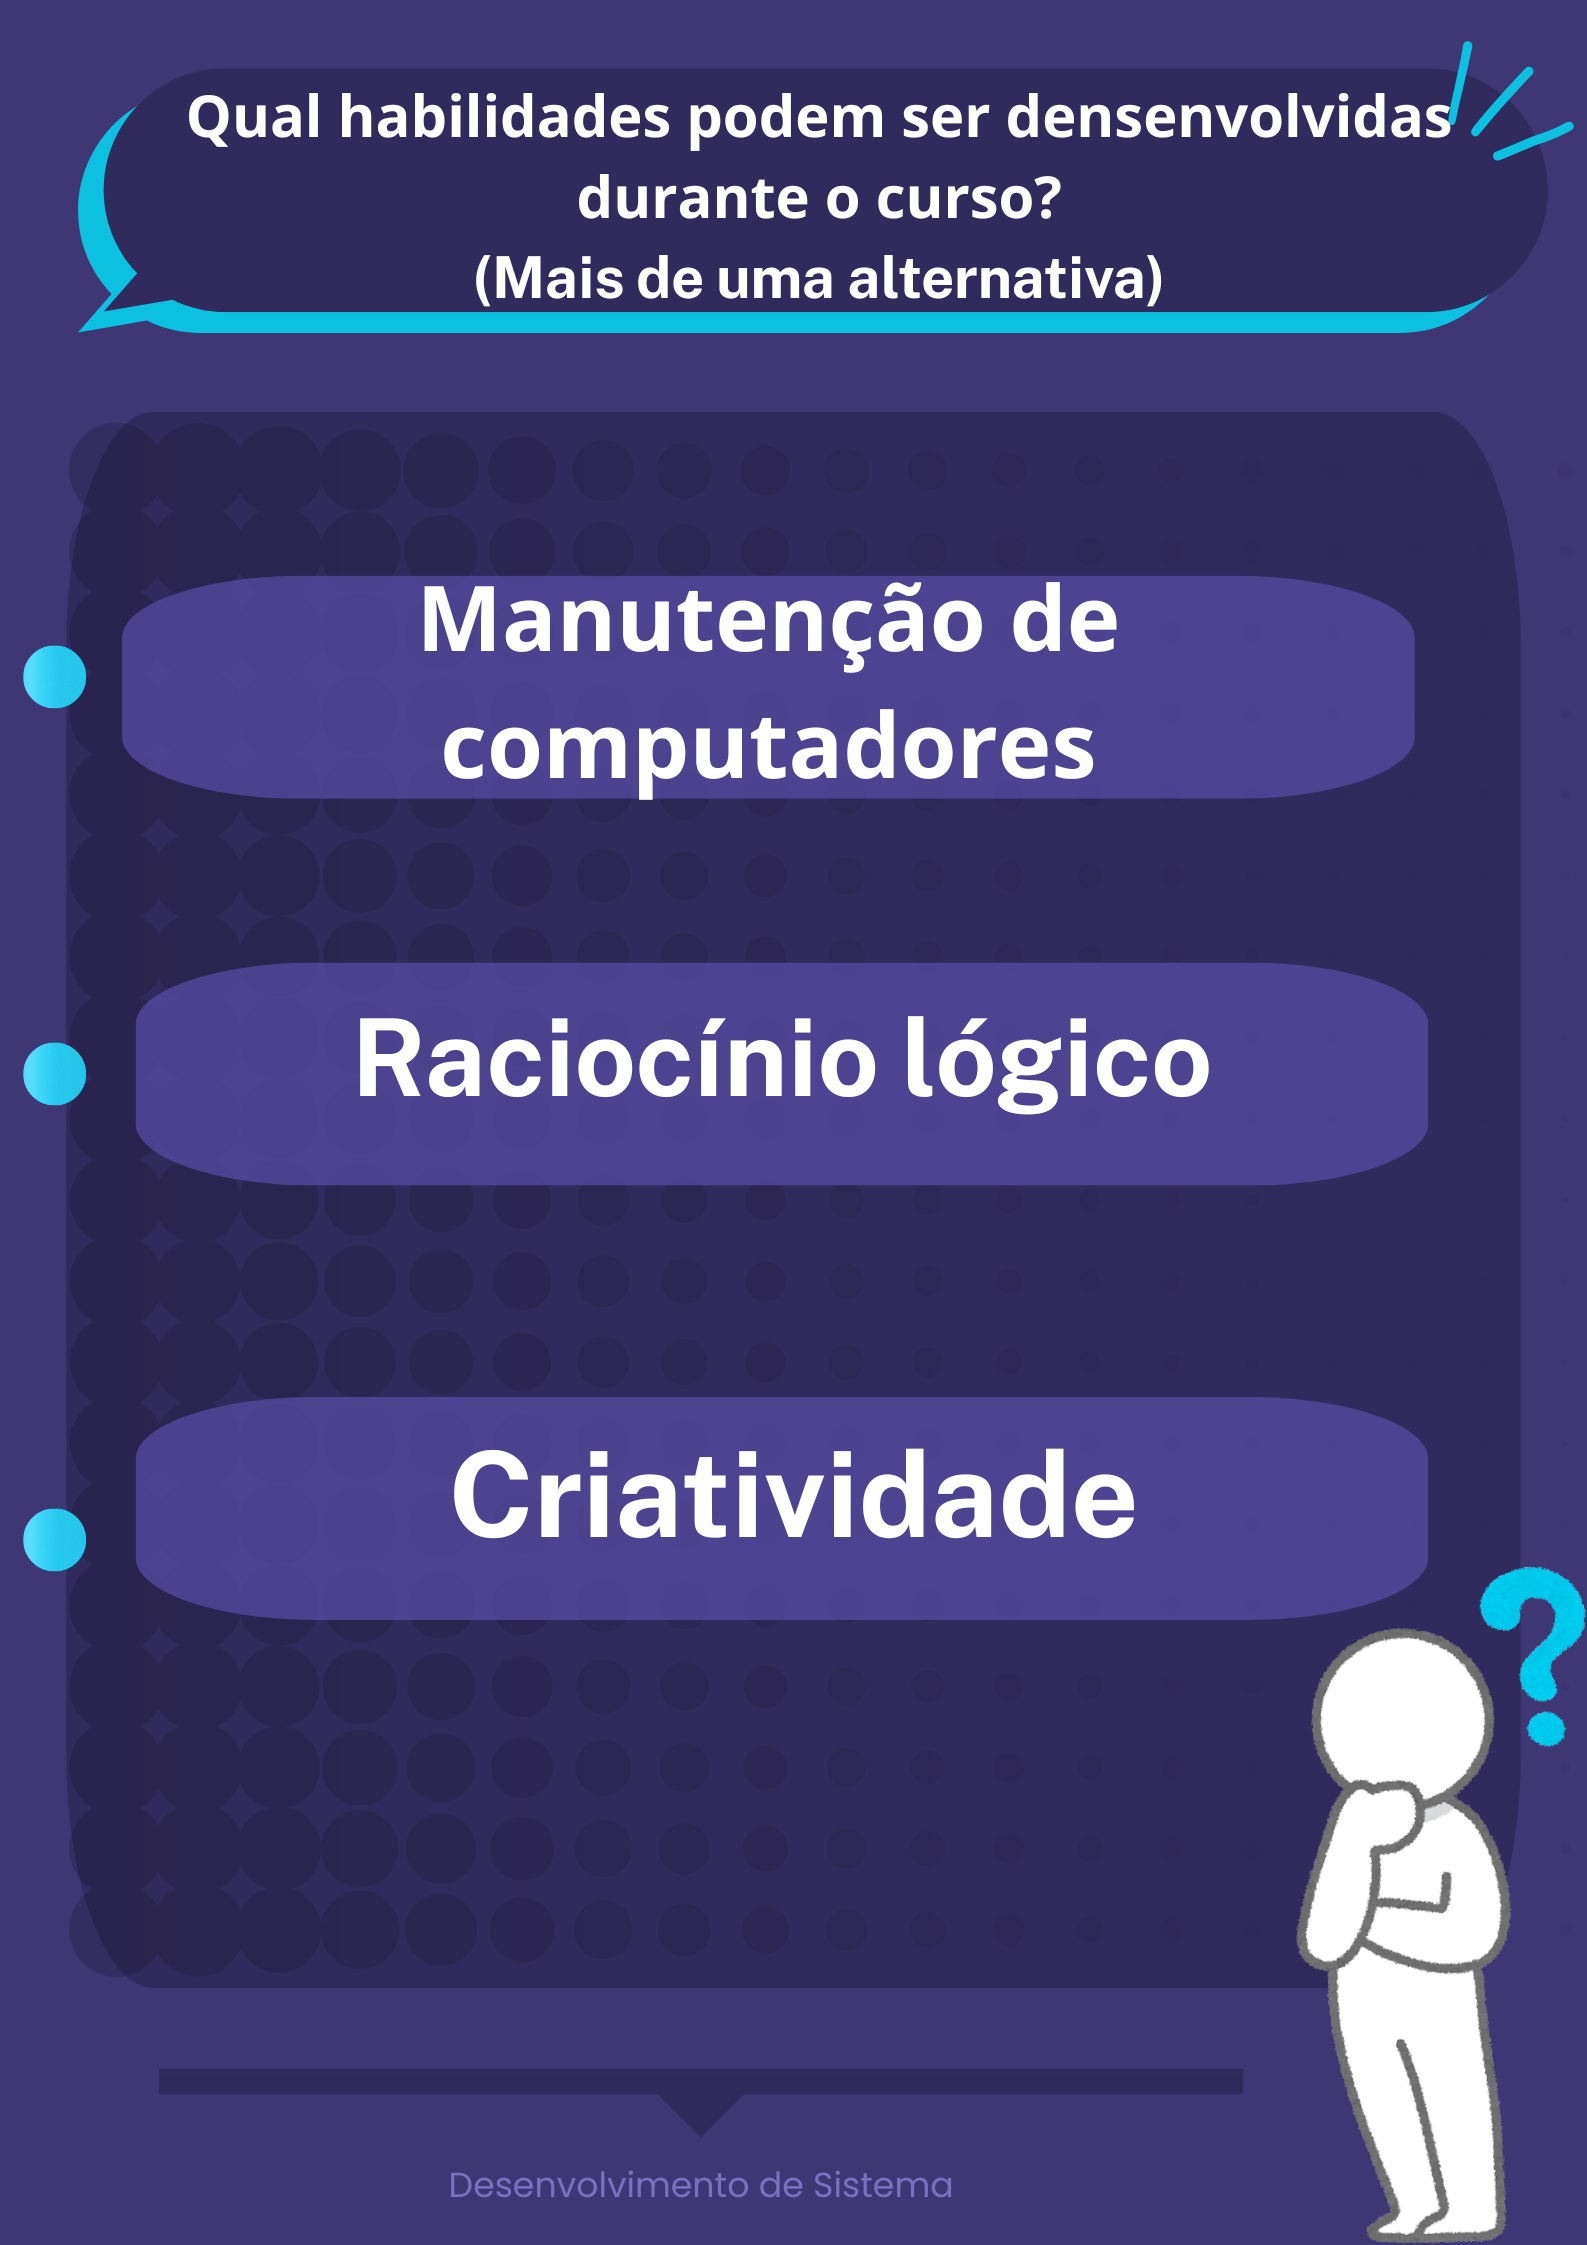 Qual habilidades podem ser densenvolvidas
durante o curso?
(Mais de uma alternativa)
Manutenção de
computadores
Raciocínio lógico
Criatividade
?
Desenvolvimento de Sistema